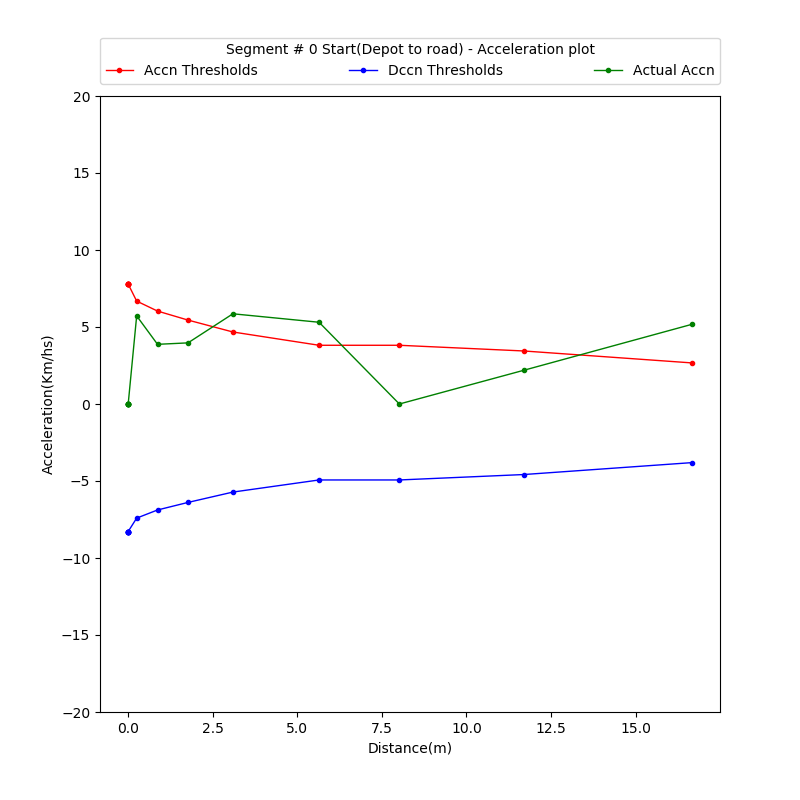 Segment # 0 Start(Depot to road) - Acceleration plot
Accn Thresholds Dccn Thresholds Actual Accn
20
15
10
5
0
−5
−10
−15
−20
Acceleration(Km/hs)
0.0 2.5 5.0 7.5 10.0 12.5 15.0
Distance(m)